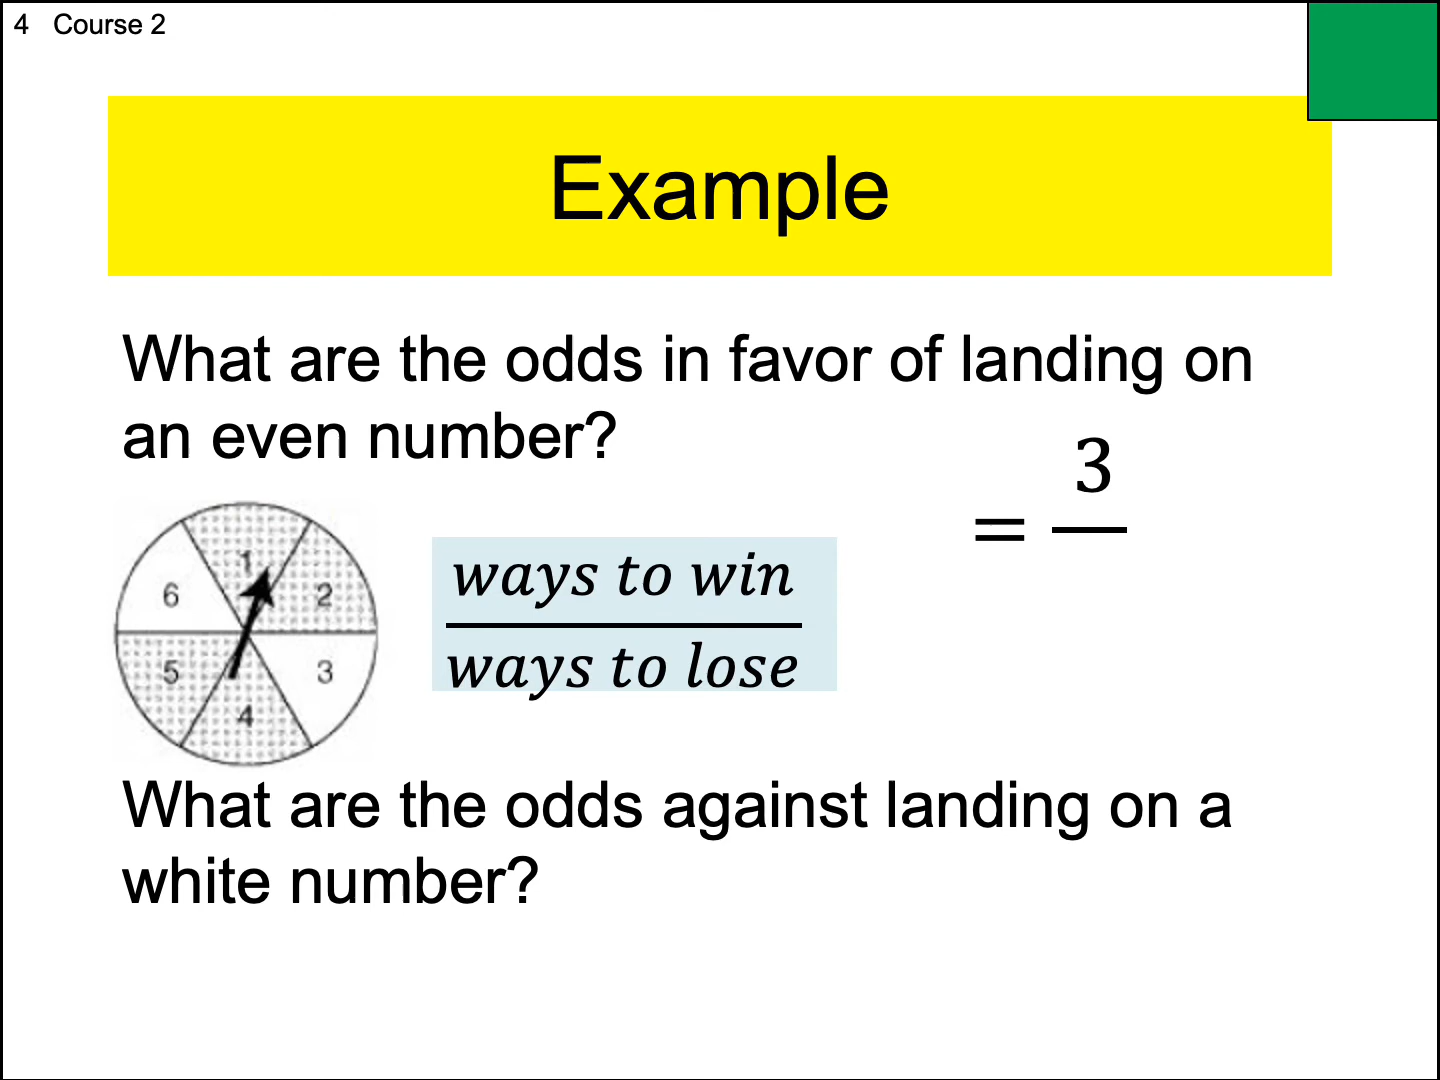 4 Course 2
Example
What are the odds in favor of landing on
an even number?
= 3
1
6
2
5
3
4
ways to win
ways to lose
What are the odds against landing on a
white number?